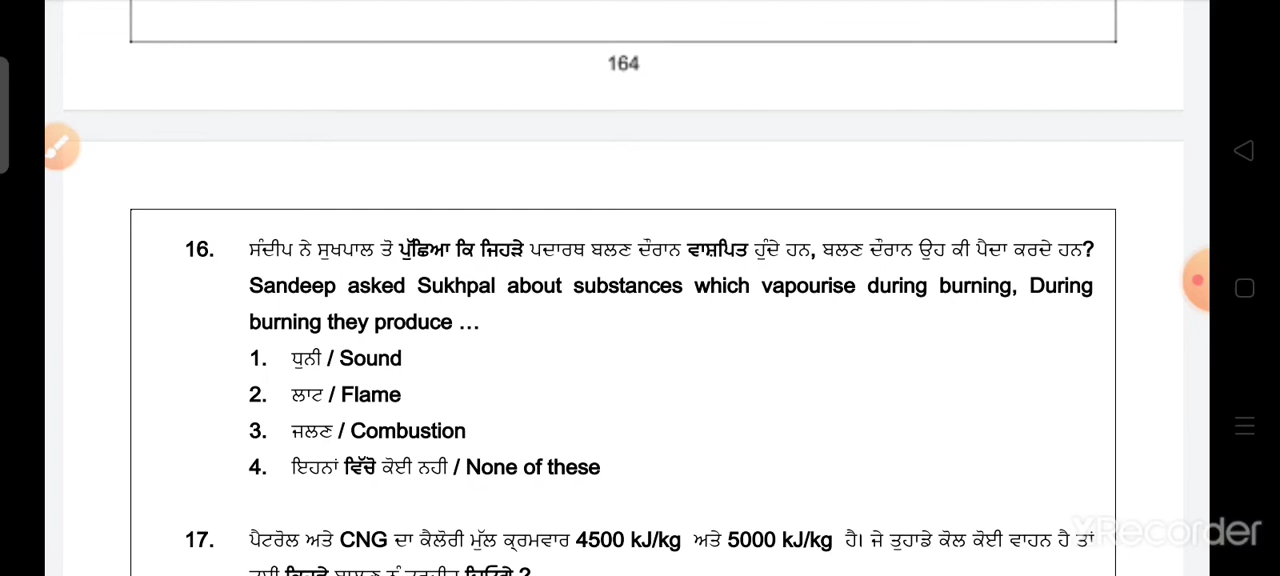 164
16. ਸੰਦੀਪ ਨੇ ਸੁਖਪਾਲ ਤੋ ਪੁੱਛਿਆ ਕਿ ਜਿਹੜੇ ਪਦਾਰਥ ਬਲਣ ਦੌਰਾਨ ਵਾਸ਼ਪਿਤ ਹੁੰਦੇ ਹਨ, ਬਲਣ ਦੌਰਾਨ ਉਹ ਕੀ ਪੈਦਾ ਕਰਦੇ ਹਨ?
Sandeep asked Sukhpal about substances which vapourise during burning, During
burning they produce ...
1. ਧੁਨੀ / Sound
2. ਲਾਟ / Flame
3. ਜਲਣ / Combustion
4. ਇਹਨਾਂ ਵਿੱਚੋ ਕੋਈ ਨਹੀ / None of these
17. ਪੈਟਰੋਲ ਅਤੇ CNG ਦਾ ਕੈਲੋਰੀ ਮੁੱਲ ਕ੍ਰਮਵਾਰ 4500 kJ/kg ਅਤੇ 5000 kJ/kg ਹੈ। ਜੇ ਤੁਹਾਡੇ ਕੋਲ ਕੋਈ ਵਾਹਨ ਹੈ ਤਾਂ
XRecorder